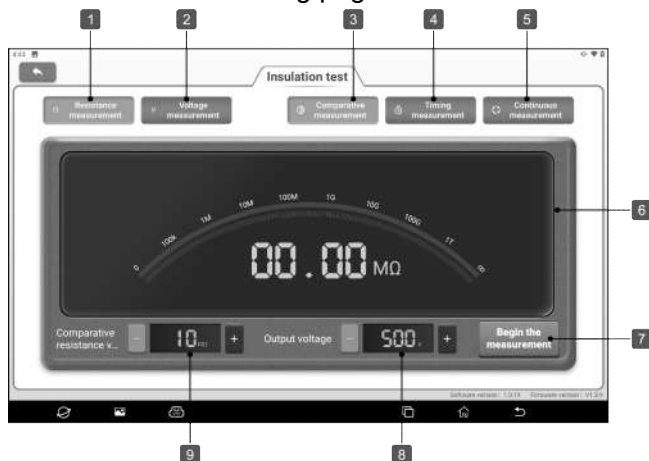 1
2
3
4
5
Insulation test
Resistance measurement
Voltage measurement
Comparative measurement
Timing measurement
Continuous measurement
0
100k
1M
10M
100M
1G
10G
100G
1T
∞
00.00 MΩ
6
Comparative resistance v...
−
10 MΩ
+
Output voltage
−
500 V
+
Begin the measurement
7
9
8